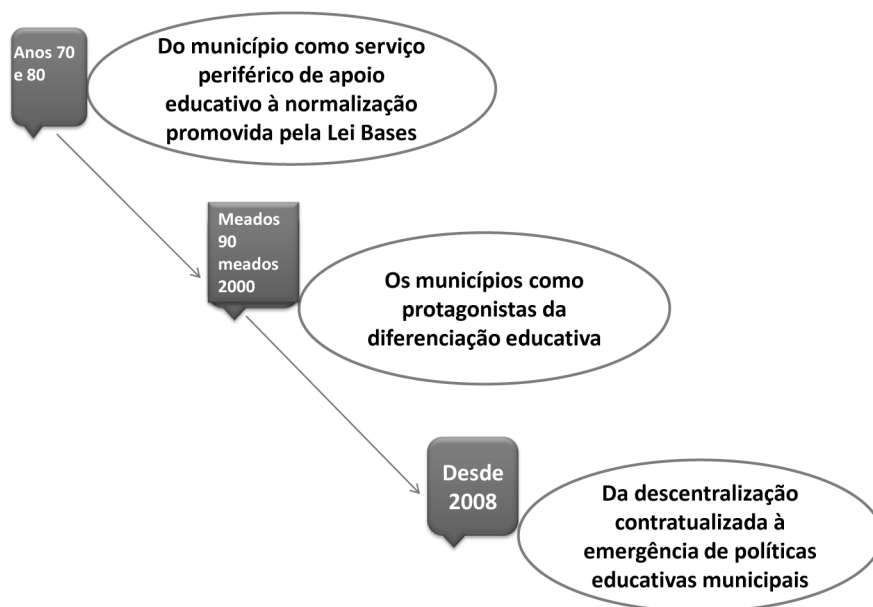 Anos 70
e 80
Do município como serviço
periférico de apoio
educativo à normalização
promovida pela Lei Bases
Meados
90
meados
2000
Os municípios como
protagonistas da
diferenciação educativa
Desde
2008
Da descentralização
contratualizada à
emergência de políticas
educativas municipais